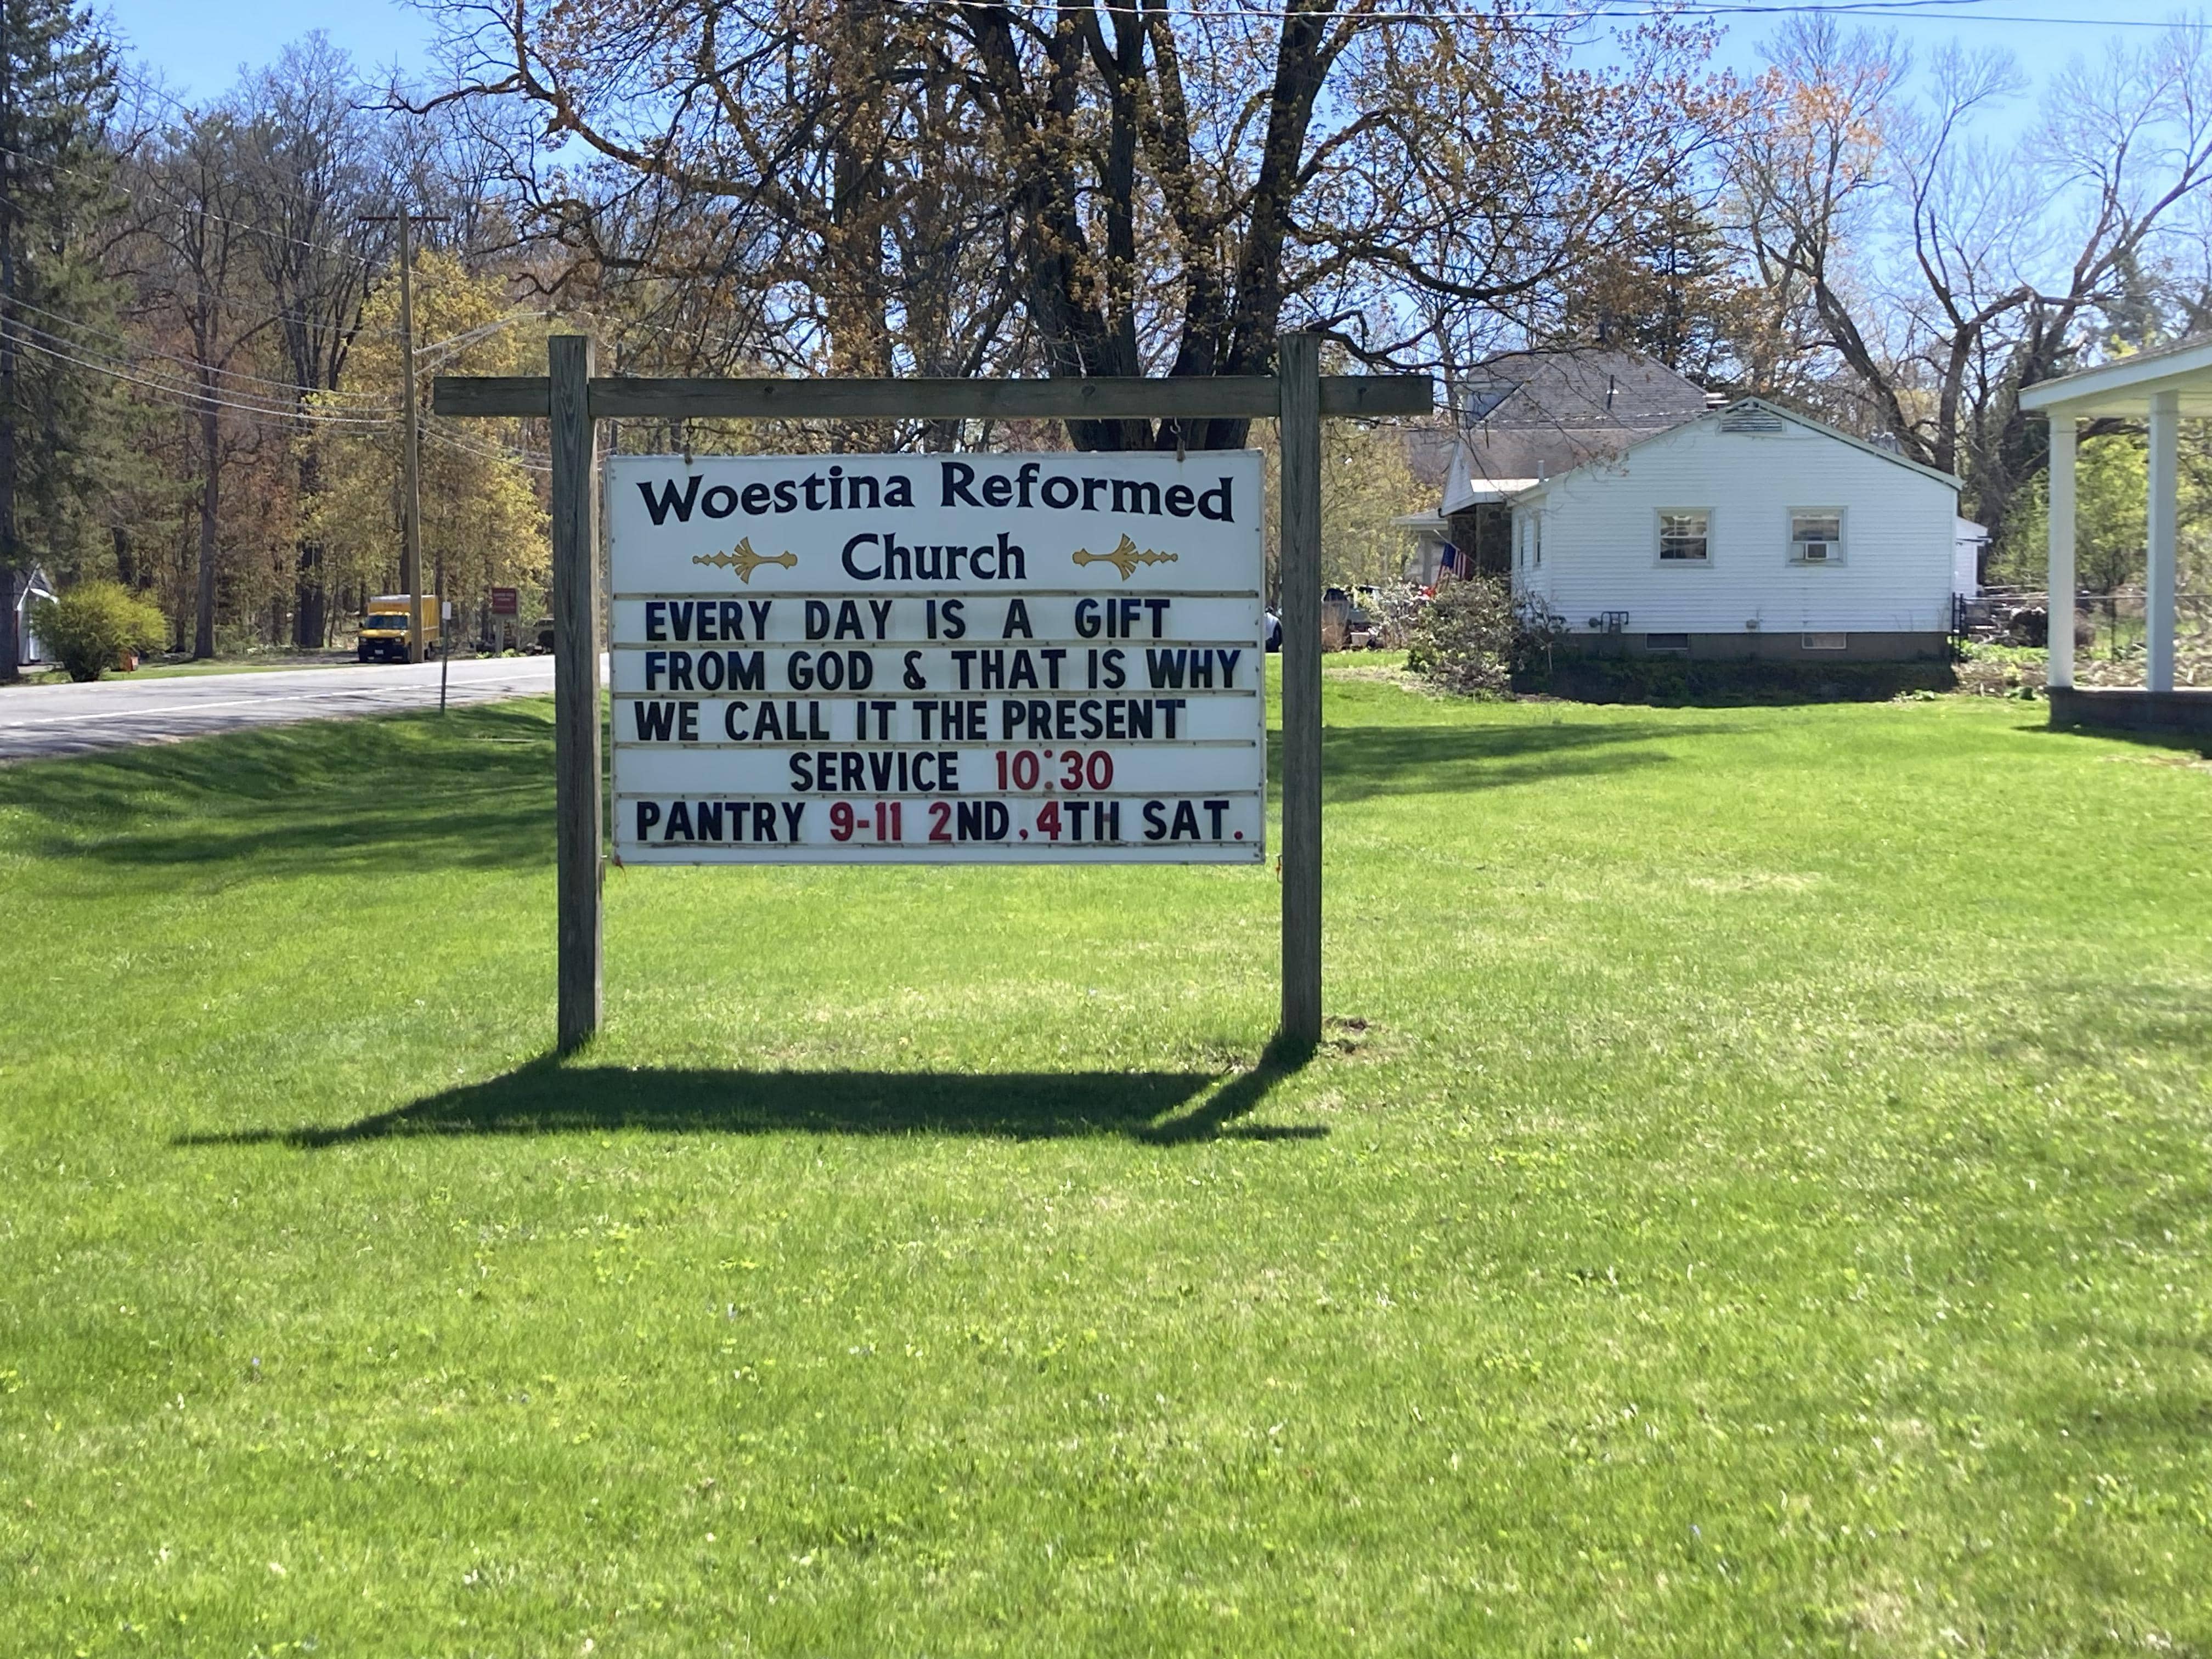 Woestina Reformed
Church
EVERY DAY IS A GIFT
FROM GOD & THAT IS WHY
WE CALL IT THE PRESENT
SERVICE 10:30
PANTRY 9-11 2ND, 4TH SAT.